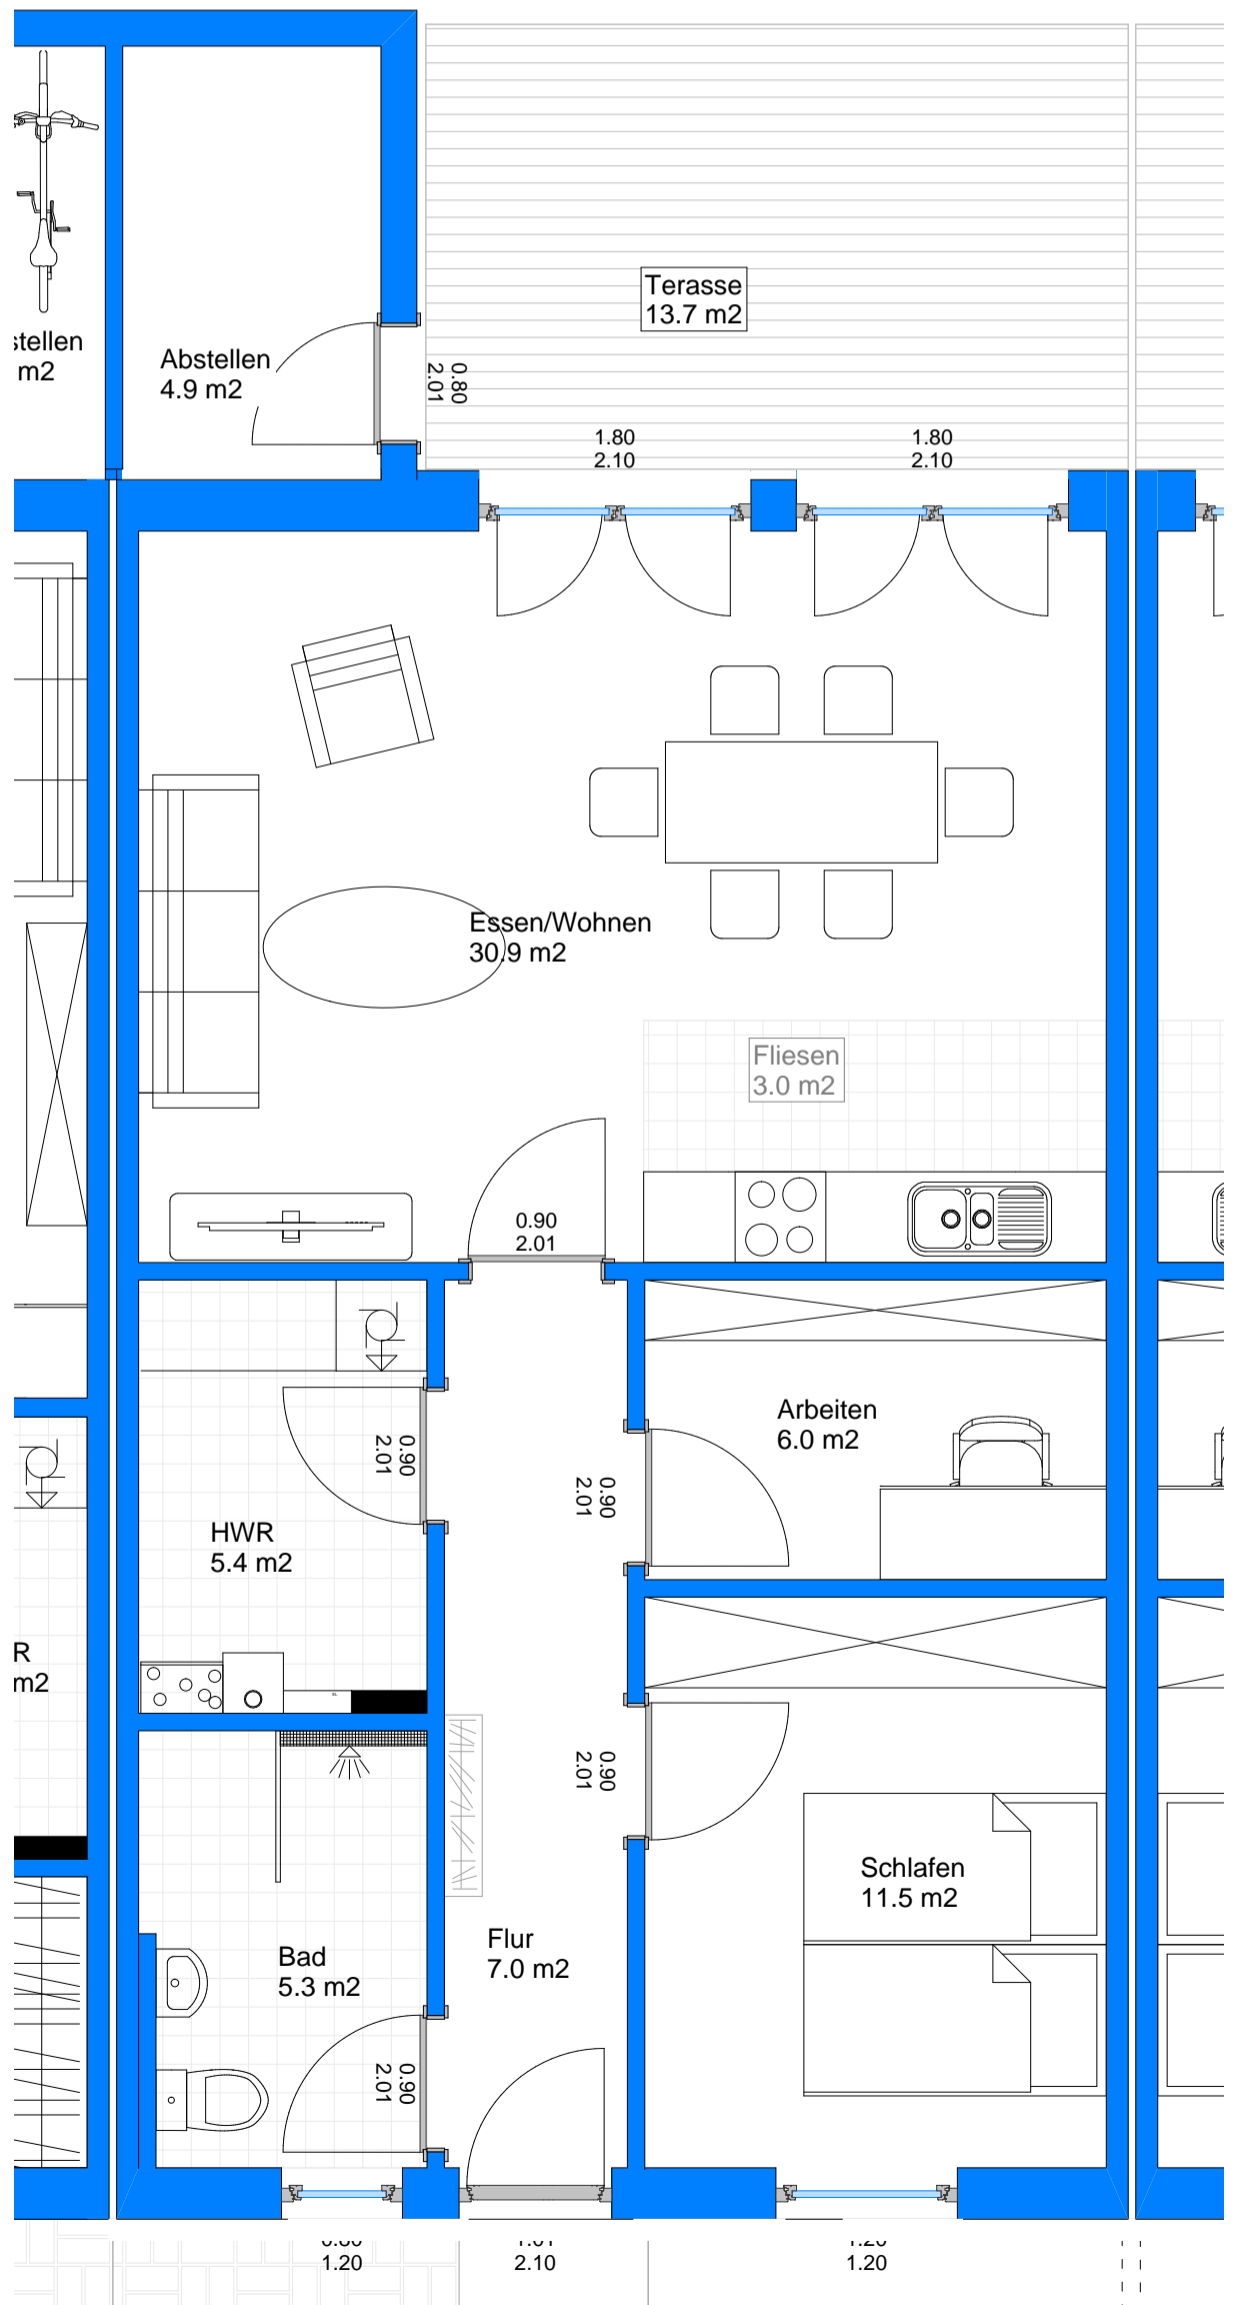 Terasse
13.7 m2
stellen
m2
Abstellen
4.9 m2
0.80
2.01
1.80
2.10
1.80
2.10
Essen/Wohnen
30.9 m2
Fliesen
3.0 m2
0.90
2.01
Arbeiten
6.0 m2
0.90
2.01
0.90
2.01
HWR
5.4 m2
R
m2
0.90
2.01
Schlafen
11.5 m2
Flur
7.0 m2
Bad
5.3 m2
0.90
2.01
1.20
2.10
1.20